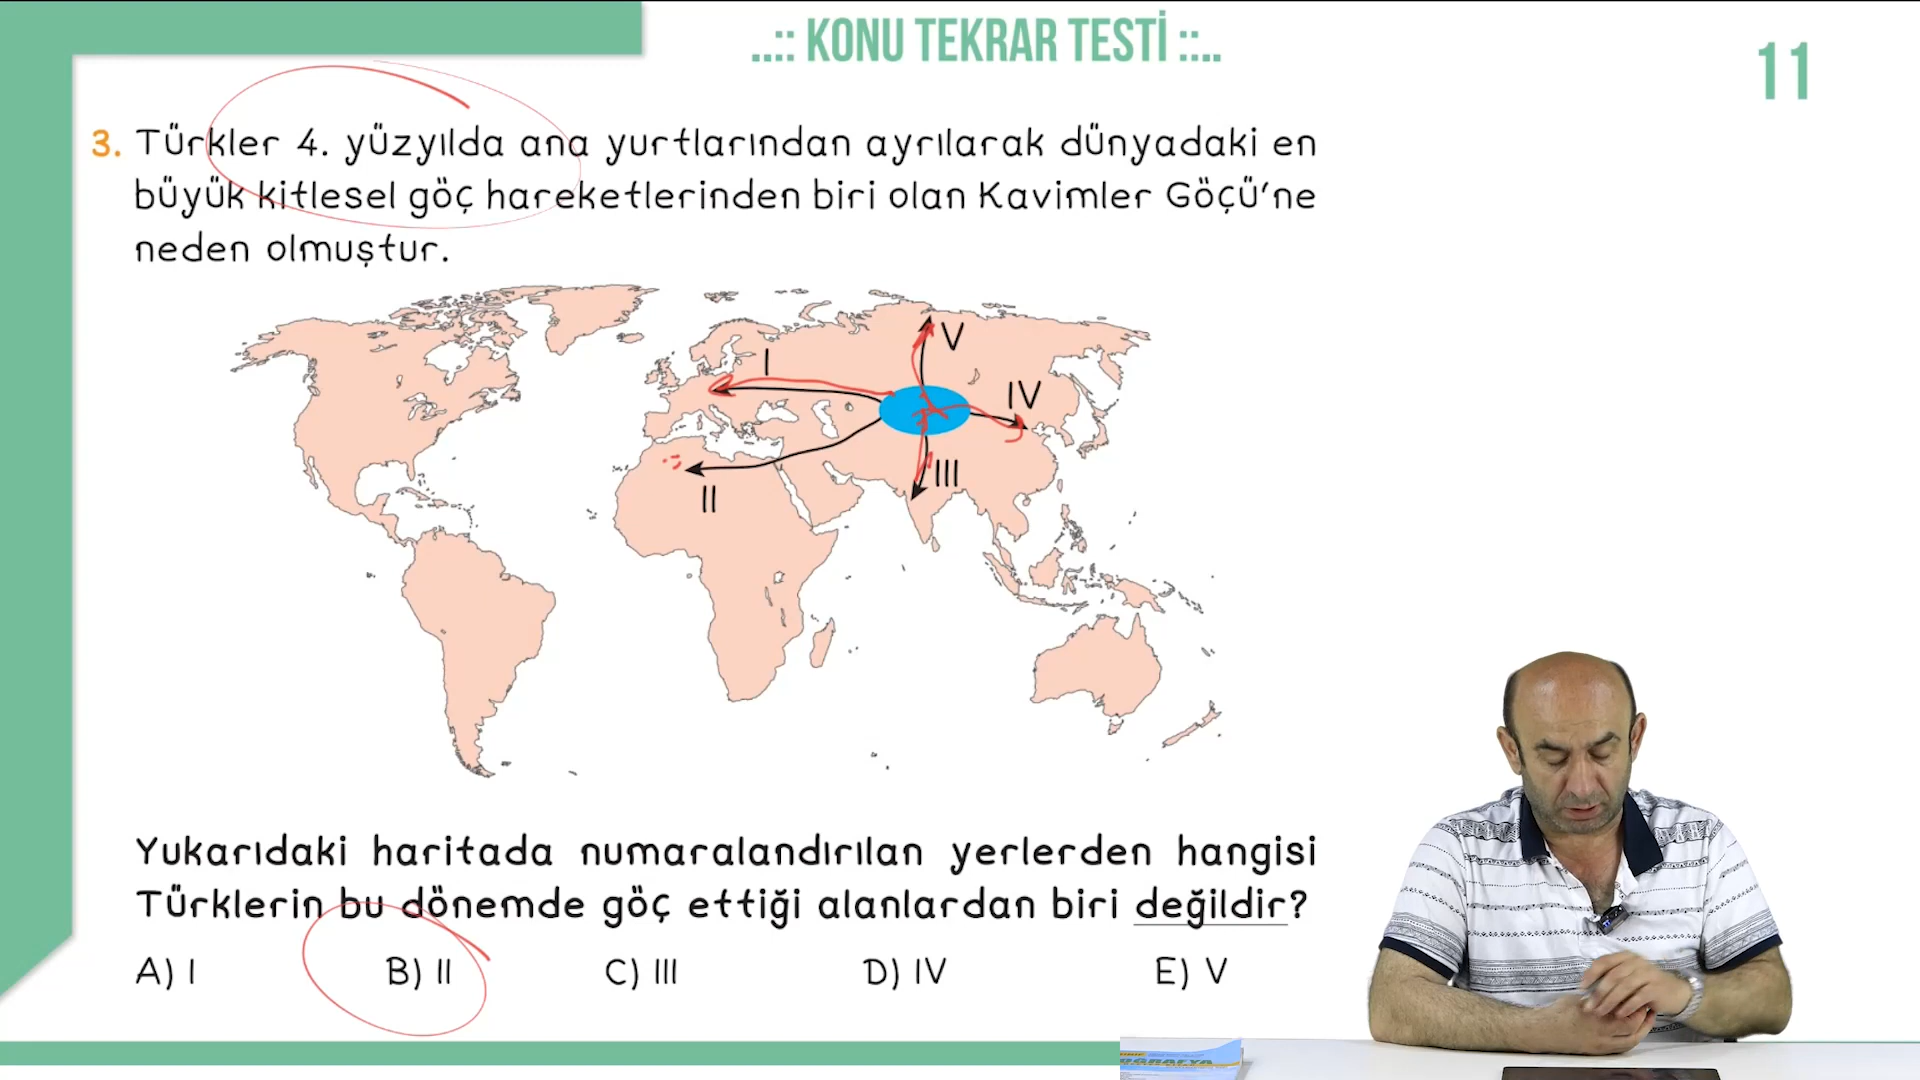 ..:: KONU TEKRAR TESTİ ::..
11
3. Türkler 4. yüzyılda ana yurtlarından ayrılarak dünyadaki en
büyük kitlesel göç hareketlerinden biri olan Kavimler Göçü'ne
neden olmuştur.
V
I
IV
III
II
Yukarıdaki haritada numaralandırılan yerlerden hangisi
Türklerin bu dönemde göç ettiği alanlardan biri değildir?
A) I B) II C) III D) IV E) V